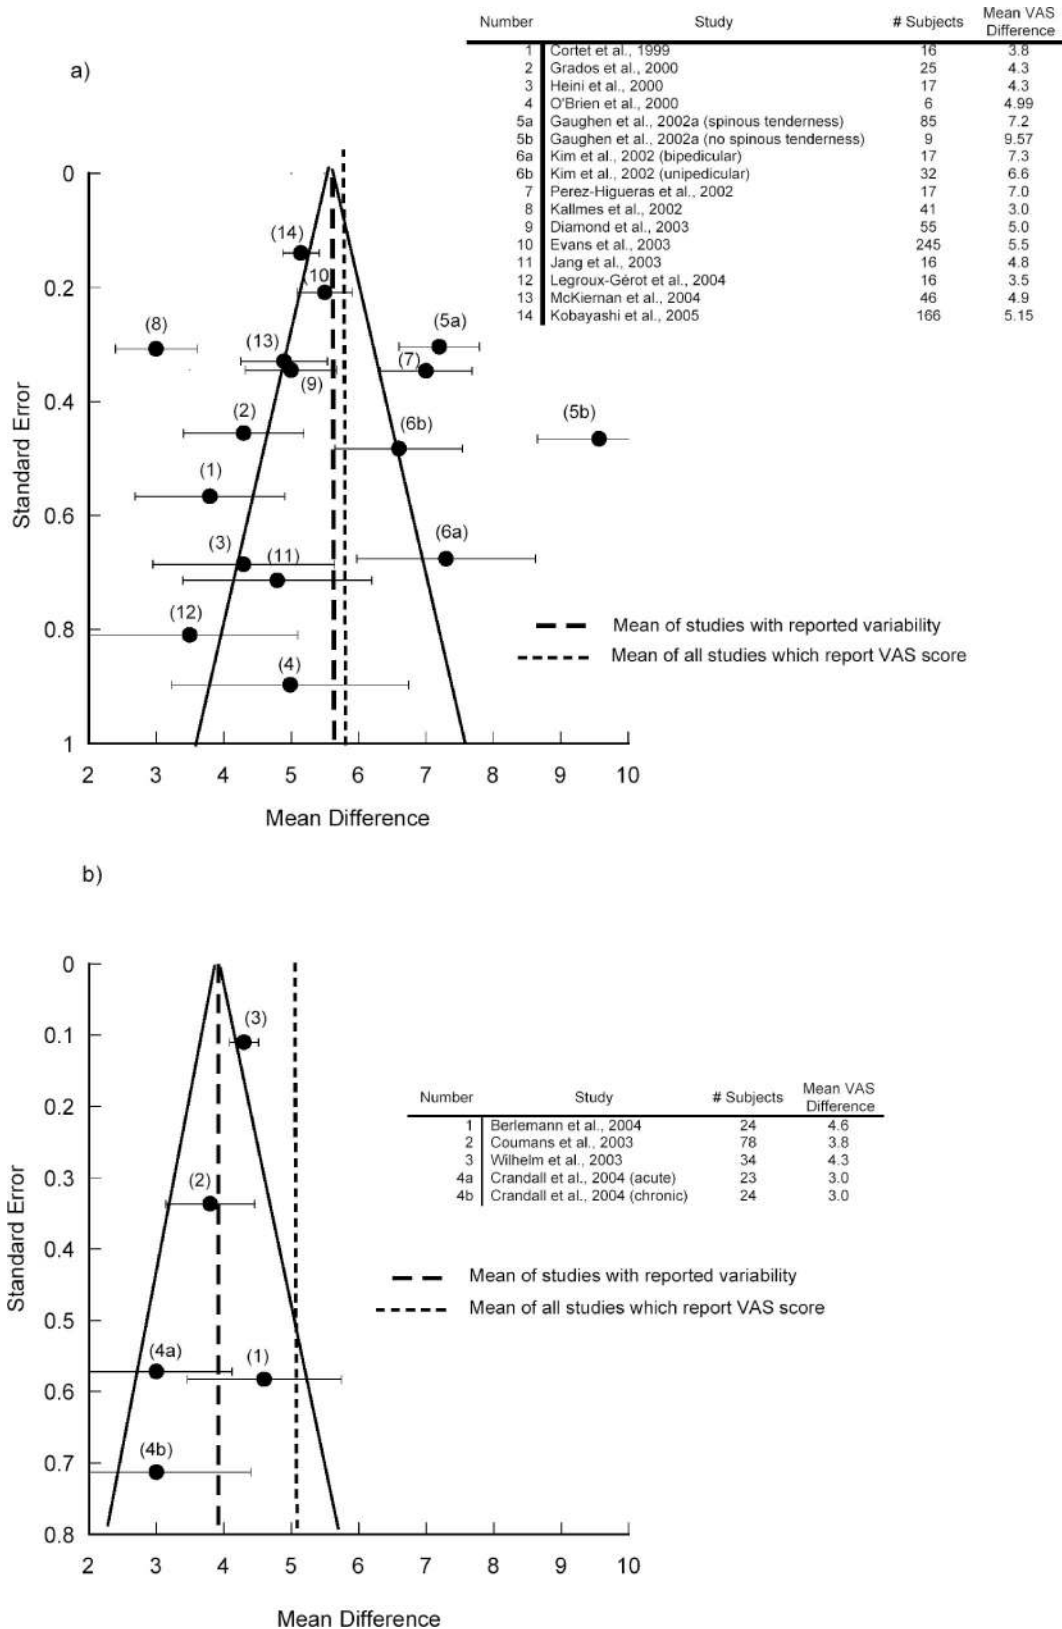 a)
Number Study # Subjects Mean VAS Difference
1 Cortet et al., 1999 16 3.8
2 Grados et al., 2000 25 4.3
3 Heini et al., 2000 17 4.3
4 O'Brien et al., 2000 6 4.99
5a Gaughen et al., 2002a (spinous tenderness) 85 7.2
5b Gaughen et al., 2002a (no spinous tenderness) 9 9.57
6a Kim et al., 2002 (bipedicular) 17 7.3
6b Kim et al. 2002 (unipedicular) 32 6.6
7 Perez-Higueras et al., 2002 17 7.0
8 Kallmes et al., 2002 41 3.0
9 Diamond et al., 2003 55 5.0
10 Evans et al., 2003 245 5.5
11 Jang et al., 2003 16 4.8
12 Legroux-Gérot et al., 2004 16 3.5
13 McKiernan et al., 2004 46 4.9
14 Kobayashi et al., 2005 166 5.15
Standard Error
0
0.2
0.4
0.6
0.8
1
(14)
(10)
(8)
(13)
(5a)
(7)
(9)
(2)
(6b)
(5b)
(1)
(3)
(11)
(6a)
(12)
(4)
Mean of studies with reported variability
Mean of all studies which report VAS score
2 3 4 5 6 7 8 9 10
Mean Difference
b)
Standard Error
0
0.1
0.2
0.3
0.4
0.5
0.6
0.7
0.8
(3)
(2)
(4a)
(1)
(4b)
Number Study # Subjects Mean VAS Difference
1 Berlemann et al., 2004 24 4.6
2 Coumans et al., 2003 78 3.8
3 Wilhelm et al., 2003 34 4.3
4a Crandall et al., 2004 (acute) 23 3.0
4b Crandall et al., 2004 (chronic) 24 3.0
Mean of studies with reported variability
Mean of all studies which report VAS score
2 3 4 5 6 7 8 9 10
Mean Difference